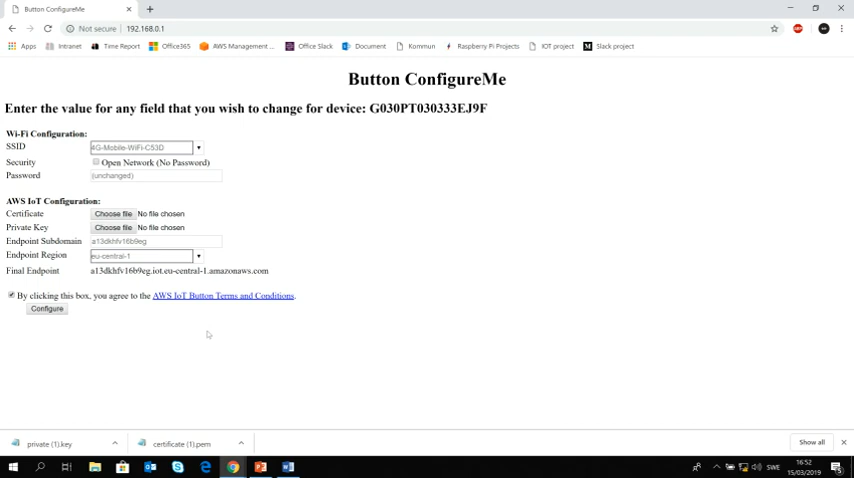 Button ConfigureMe
Not secure | 192.168.0.1
Apps Intranet Time Report Office365 AWS Management ... Office Slack Document Kommun Raspberry Pi Projects IOT project Slack project
Button ConfigureMe
Enter the value for any field that you wish to change for device: G030PT030333EJ9F
Wi-Fi Configuration:
SSID 4G-Mobile-WiFi-C53D
Security Open Network (No Password)
Password (unchanged)
AWS IoT Configuration:
Certificate Choose file No file chosen
Private Key Choose file No file chosen
Endpoint Subdomain a13dkhfv16b9eg
Endpoint Region eu-central-1
Final Endpoint a13dkhfv16b9eg.iot.eu-central-1.amazonaws.com
By clicking this box, you agree to the AWS IoT Button Terms and Conditions.
Configure
private (1).key certificate (1).pem Show all
SWE 16:52
15/03/2019